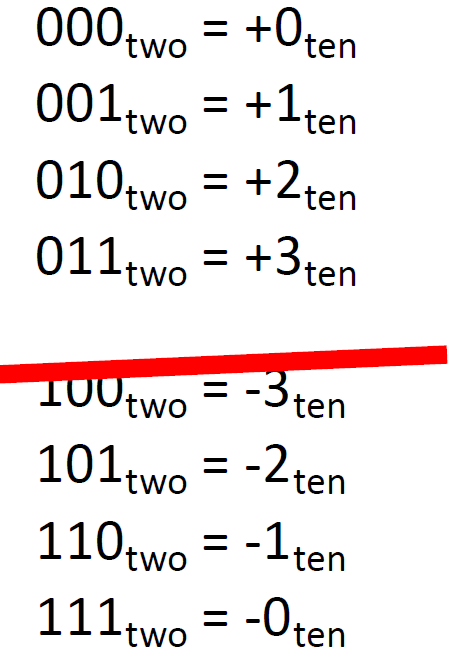 000two = +0ten
001two = +1ten
010two = +2ten
011two = +3ten
100two = -3ten
101two = -2ten
110two = -1ten
111two = -0ten